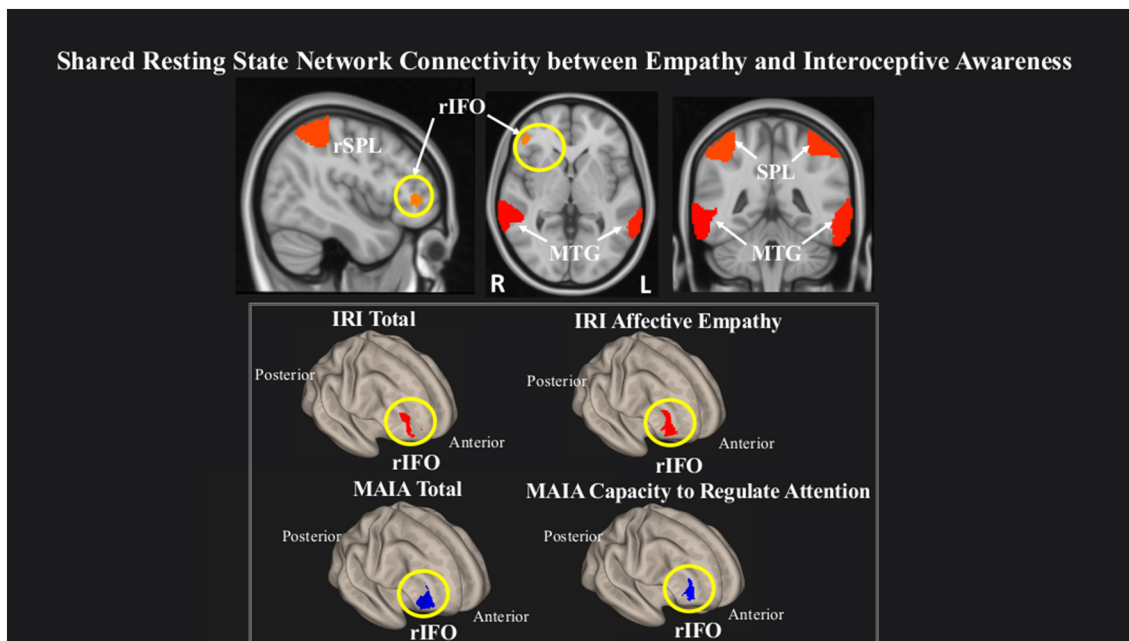 Shared Resting State Network Connectivity between Empathy and Interoceptive Awareness
rIFO
rSPL
SPL
MTG
MTG
R
L
IRI Total
IRI Affective Empathy
Posterior
Posterior
Anterior
Anterior
rIFO
rIFO
MAIA Total
MAIA Capacity to Regulate Attention
Posterior
Posterior
Anterior
Anterior
rIFO
rIFO